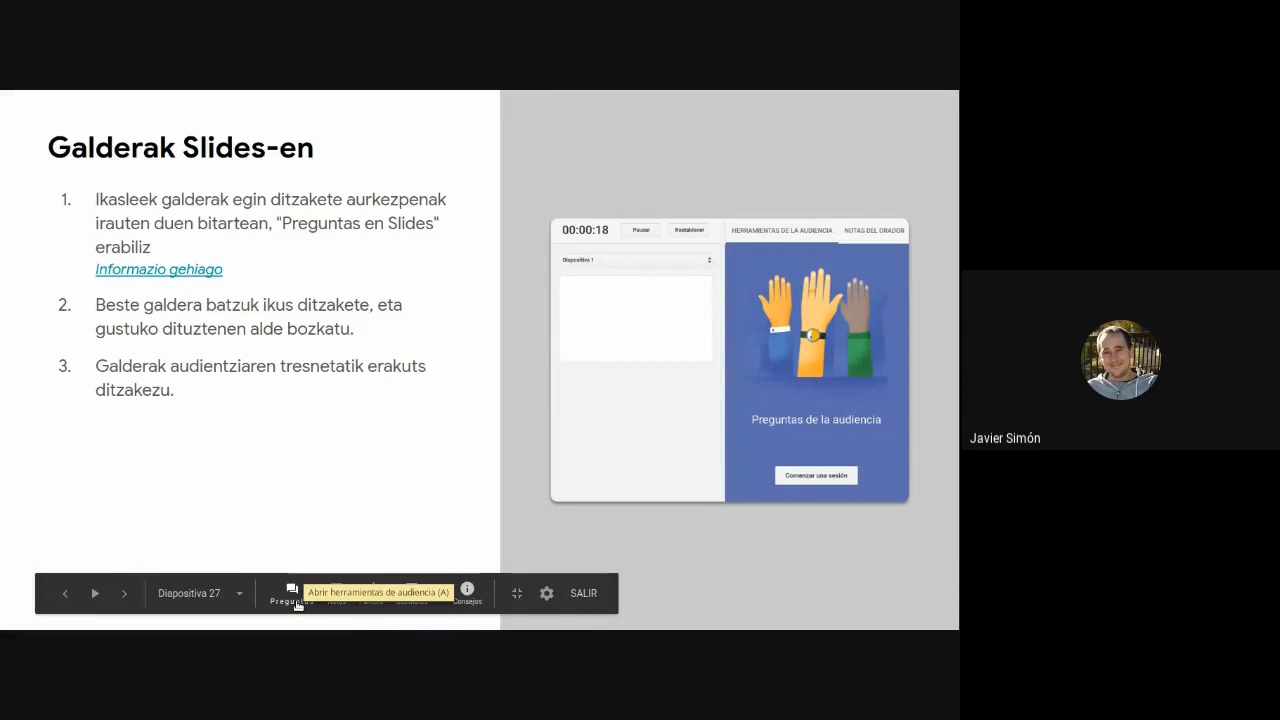 Galderak Slides-en
1. Ikasleek galderak egin ditzakete aurkezpenak
irauten duen bitartean, "Preguntas en Slides"
erabiliz
Informazio gehiago
2. Beste galdera batzuk ikus ditzakete, eta
gustuko dituztenen alde bozkatu.
3. Galderak audientziaren tresnetatik erakuts
ditzakezu.
00:00:18 Pausar Restablecer
HERRAMIENTAS DE LA AUDIENCIA NOTAS DEL ORADOR
Diapositiva 1
Preguntas de la audiencia
Comenzar una sesión
Javier Simón
Diapositiva 27
Abrir herramientas de audiencia (A)
Consejos
SALIR